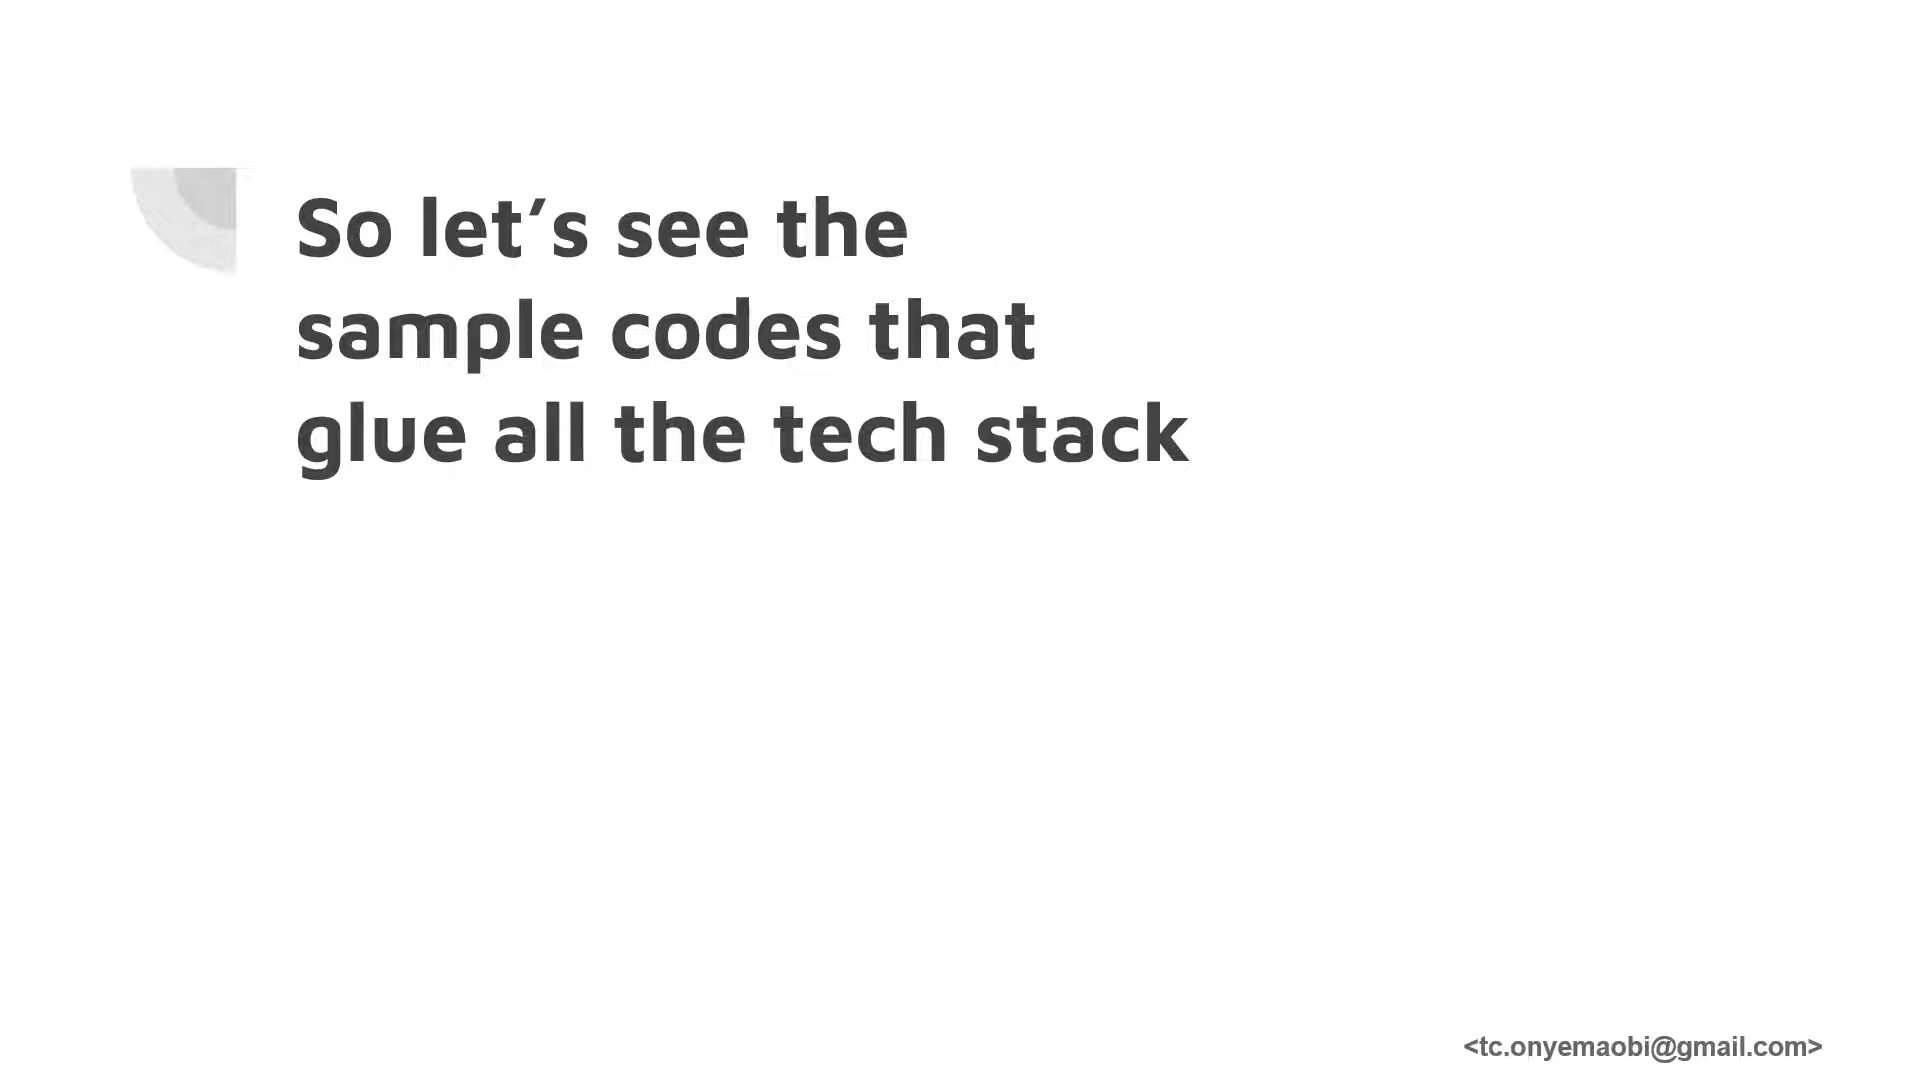 So let’s see the
sample codes that
glue all the tech stack
<tc.onyemaobi@gmail.com>